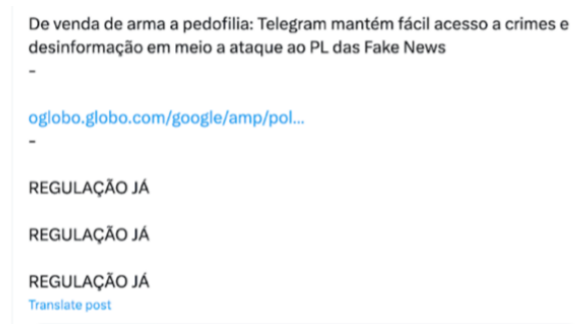 De venda de arma a pedofilia: Telegram mantém fácil acesso a crimes e
desinformação em meio a ataque ao PL das Fake News
-
oglobo.globo.com/google/amp/pol...
-
REGULAÇÃO JÁ
REGULAÇÃO JÁ
REGULAÇÃO JÁ
Translate post